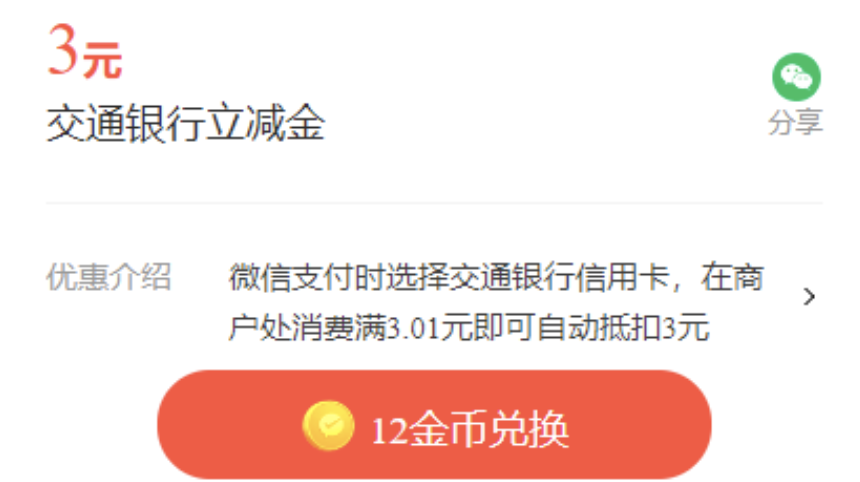 3元
交通银行立减金
分享
优惠介绍
微信支付时选择交通银行信用卡，在商
户处消费满3.01元即可自动抵扣3元
12金币兑换